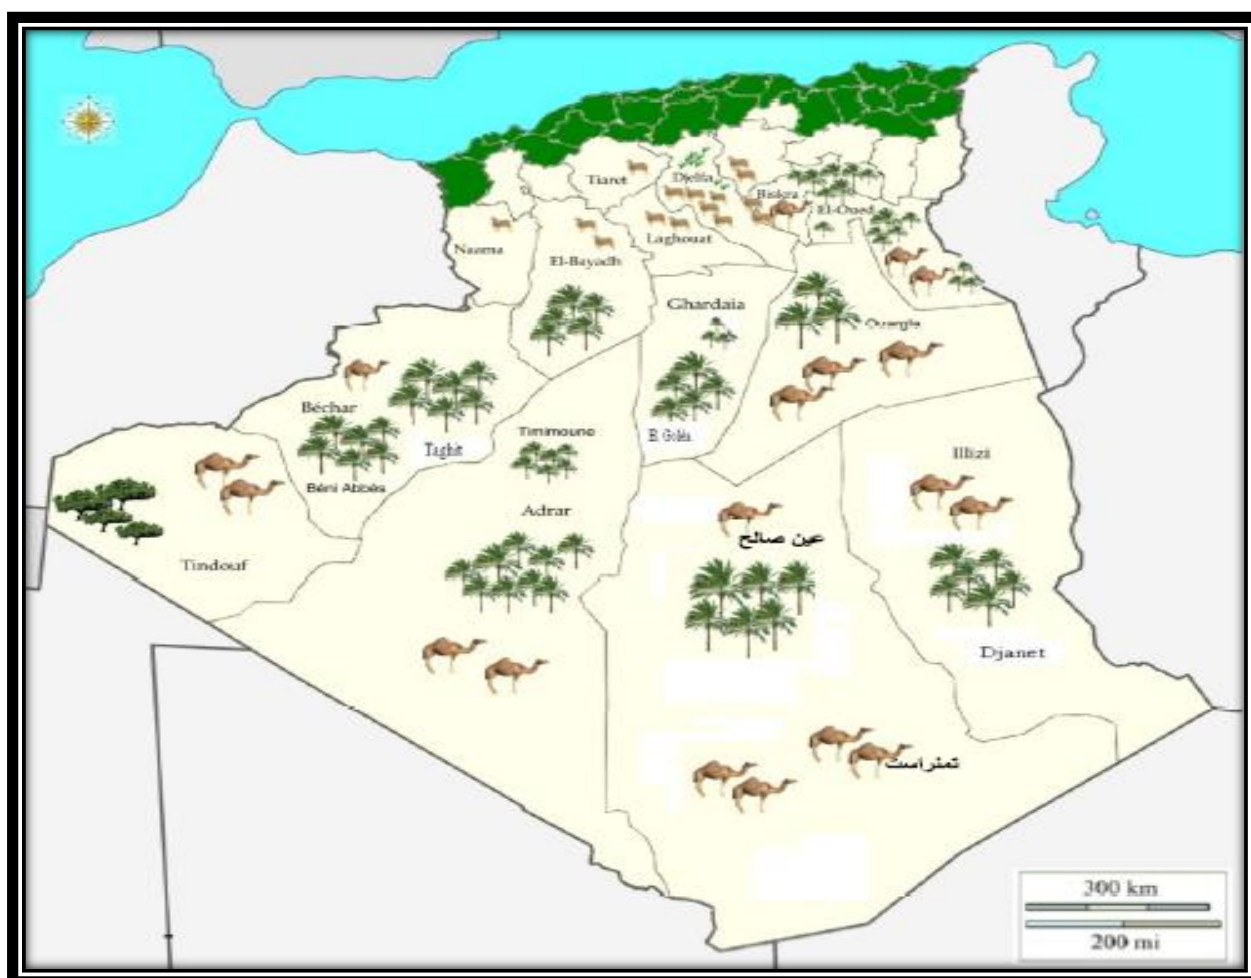 Tiaret
Djelfa
Biskra
El-Oued
Naama
El-Bayadh
Laghouat
Ghardaia
Ouargla
Béchar
Taghit
Timimoune
El Goléa
Illizi
Béni Abbès
Adrar
عين صالح
Tindouf
Djanet
تمنراست
300 km
200 mi